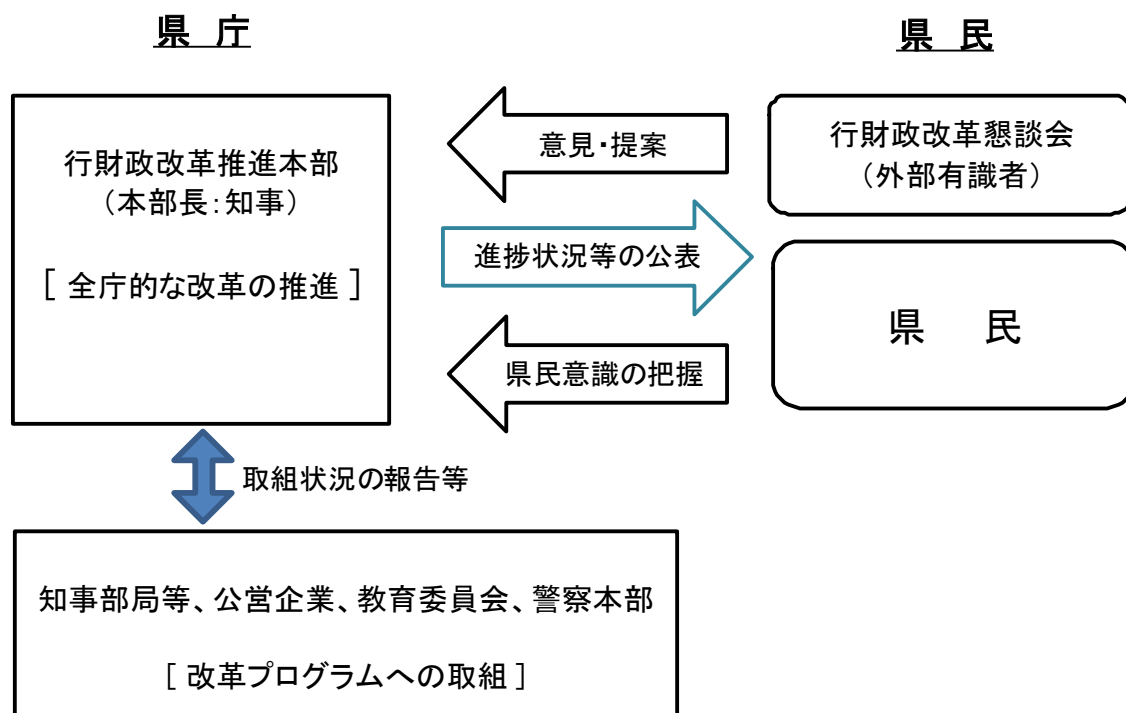 県 庁
県 民
行財政改革推進本部
（本部長：知事）
［ 全庁的な改革の推進 ］
意見・提案
進捗状況等の公表
県民意識の把握
行財政改革懇談会
（外部有識者）
県　民
取組状況の報告等
知事部局等、公営企業、教育委員会、警察本部
［ 改革プログラムへの取組 ］